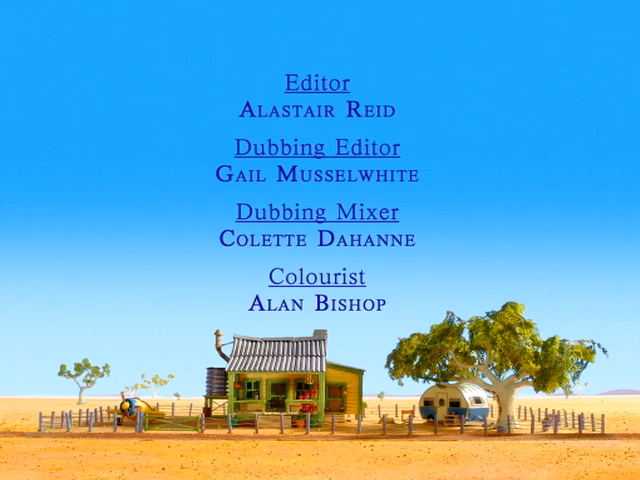 Editor
Alastair Reid
Dubbing Editor
Gail Musselwhite
Dubbing Mixer
Colette Dahanne
Colourist
Alan Bishop